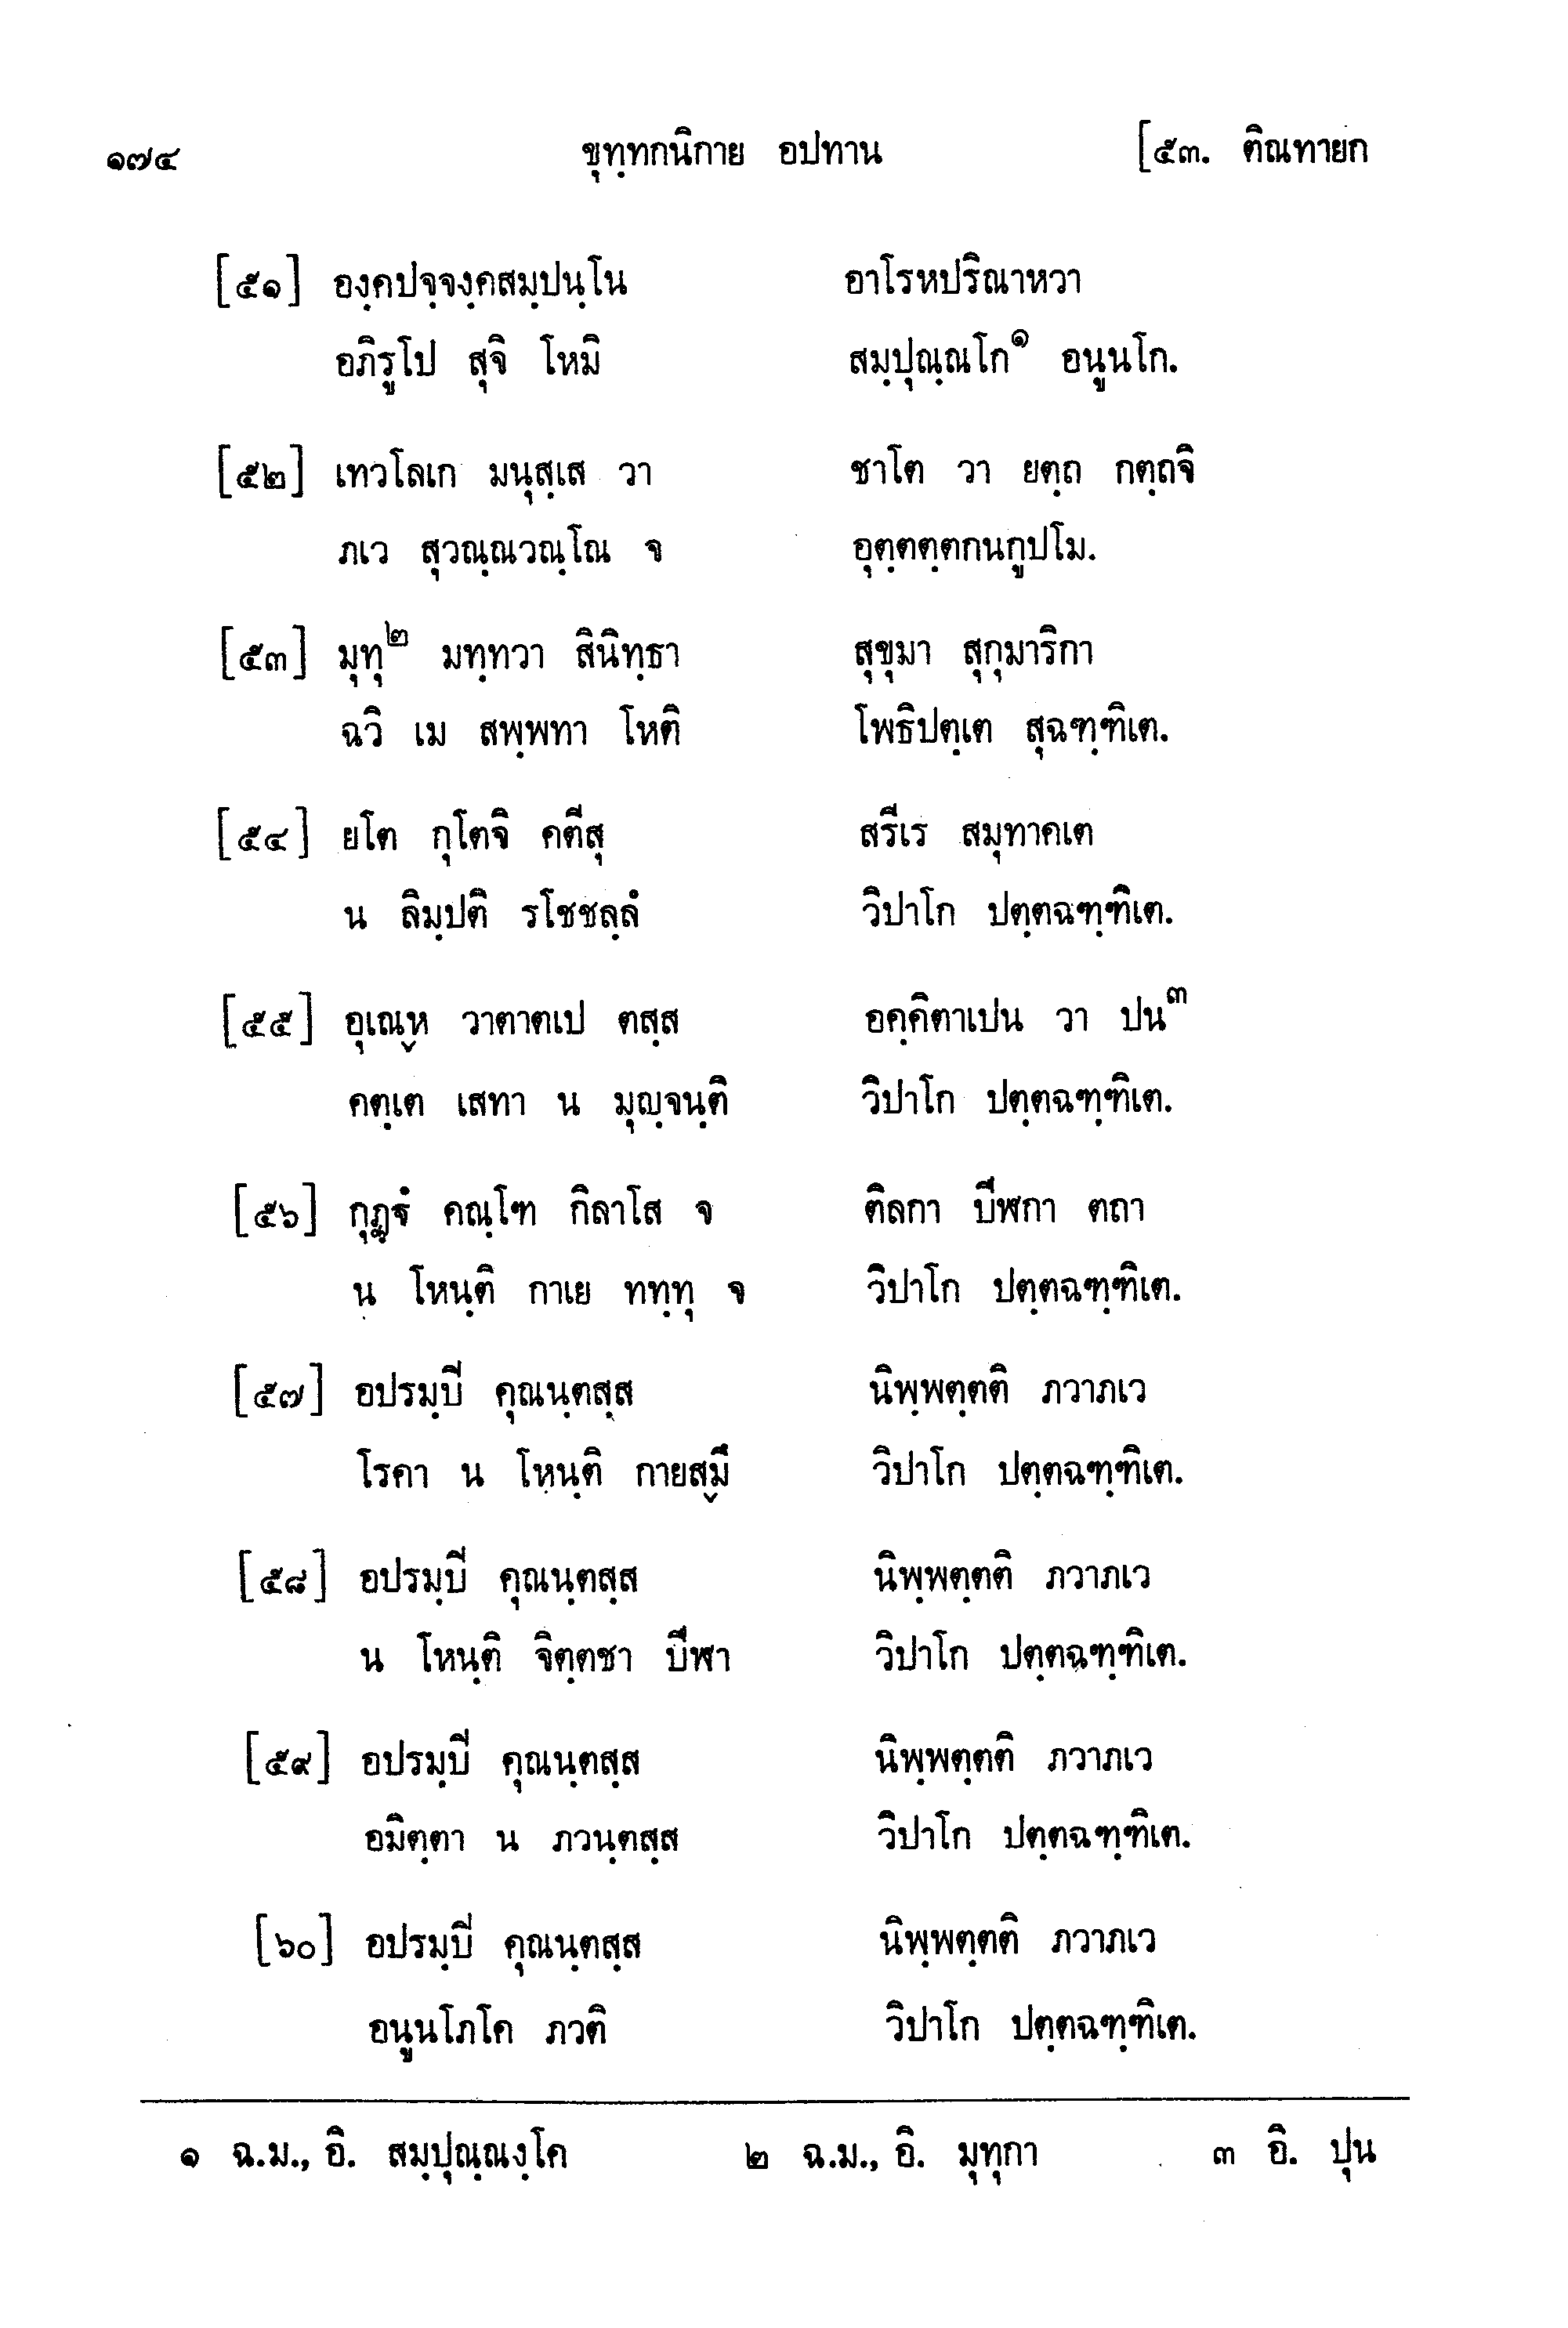 ๑๗๔ ขุทฺทกนิกาย อปทาน [๕๓. ติณทายก
[๕๑] องฺคปจฺจงฺคสมฺปนฺโน อาโรหปริณาหวา
อภิรูโป สุจิ โหมิ สมฺปุณฺณโก๑ อนูนโก.
[๕๒] เทวโลเก มนุสฺเส วา ชาโต วา ยตฺถ กตฺถจิ
ภเว สุวณฺณวณฺโณ จ อุตฺตตฺตกนกูปโม.
[๕๓] มุทุ๒ มทฺทวา สินิทฺธา สุขุมา สุกุมาริกา
ฉวิ เม สพฺพทา โหติ โพธิปตฺเต สุฉฑฺฑิเต.
[๕๔] ยโต กุโตจิ คตีสุ สรีเร สมุทาคเต
น ลิมฺปติ รโชชลฺลํ วิปาโก ปตฺตฉฑฺฑิเต.
[๕๕] อุเณฺห วาตาตเป ตสฺส อคฺคิตาเปน วา ปน๓
คตฺเต เสทา น มุญฺจนฺติ วิปาโก ปตฺตฉฑฺฑิเต.
[๕๖] กุฏฺฐํ คณฺโฑ กิลาโส จ ติลกา ปีฬกา ตถา
น โหนฺติ กาเย ททฺทุ จ วิปาโก ปตฺตฉฑฺฑิเต.
[๕๗] อปรมฺปี คุณนฺตสฺส นิพฺพตฺตติ ภวาภเว
โรคา น โหนฺติ กายสฺมึ วิปาโก ปตฺตฉฑฺฑิเต.
[๕๘] อปรมฺปี คุณนฺตสฺส นิพฺพตฺตติ ภวาภเว
น โหนฺติ จิตฺตชา ปีฬา วิปาโก ปตฺตฉฑฺฑิเต.
[๕๙] อปรมฺปี คุณนฺตสฺส นิพฺพตฺตติ ภวาภเว
อมิตฺตา น ภวนฺตสฺส วิปาโก ปตฺตฉฑฺฑิเต.
[๖๐] อปรมฺปี คุณนฺตสฺส นิพฺพตฺตติ ภวาภเว
อนูนโภโค ภวติ วิปาโก ปตฺตฉฑฺฑิเต.
๑ ฉ.ม., อิ. สมฺปุณฺณงฺโค ๒ ฉ.ม., อิ. มุทุกา ๓ อิ. ปุน